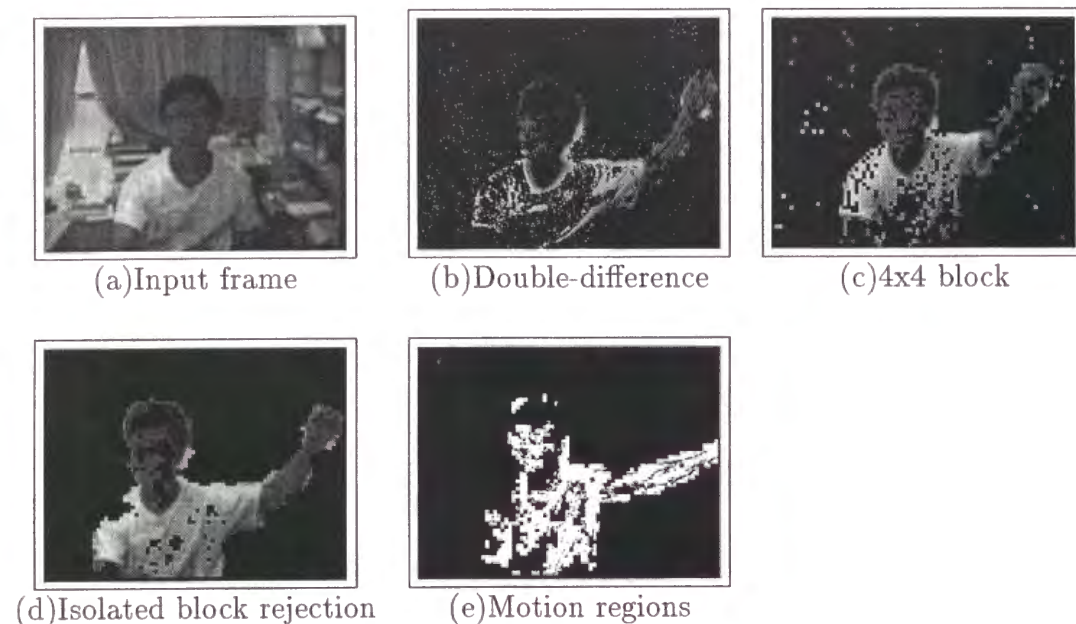 (a)Input frame
(b)Double-difference
(c)4x4 block
(d)Isolated block rejection
(e)Motion regions